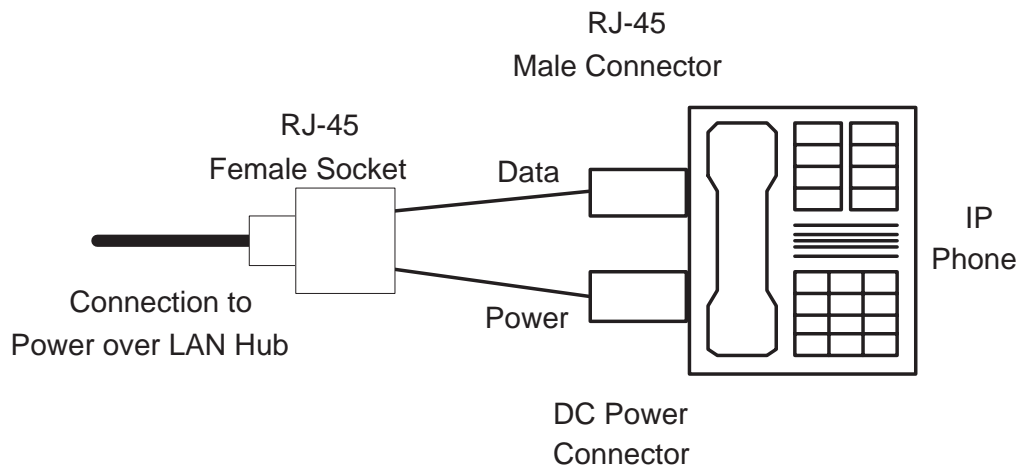 RJ-45
Male Connector
RJ-45
Female Socket
Data
IP
Phone
Connection to
Power over LAN Hub
Power
DC Power
Connector